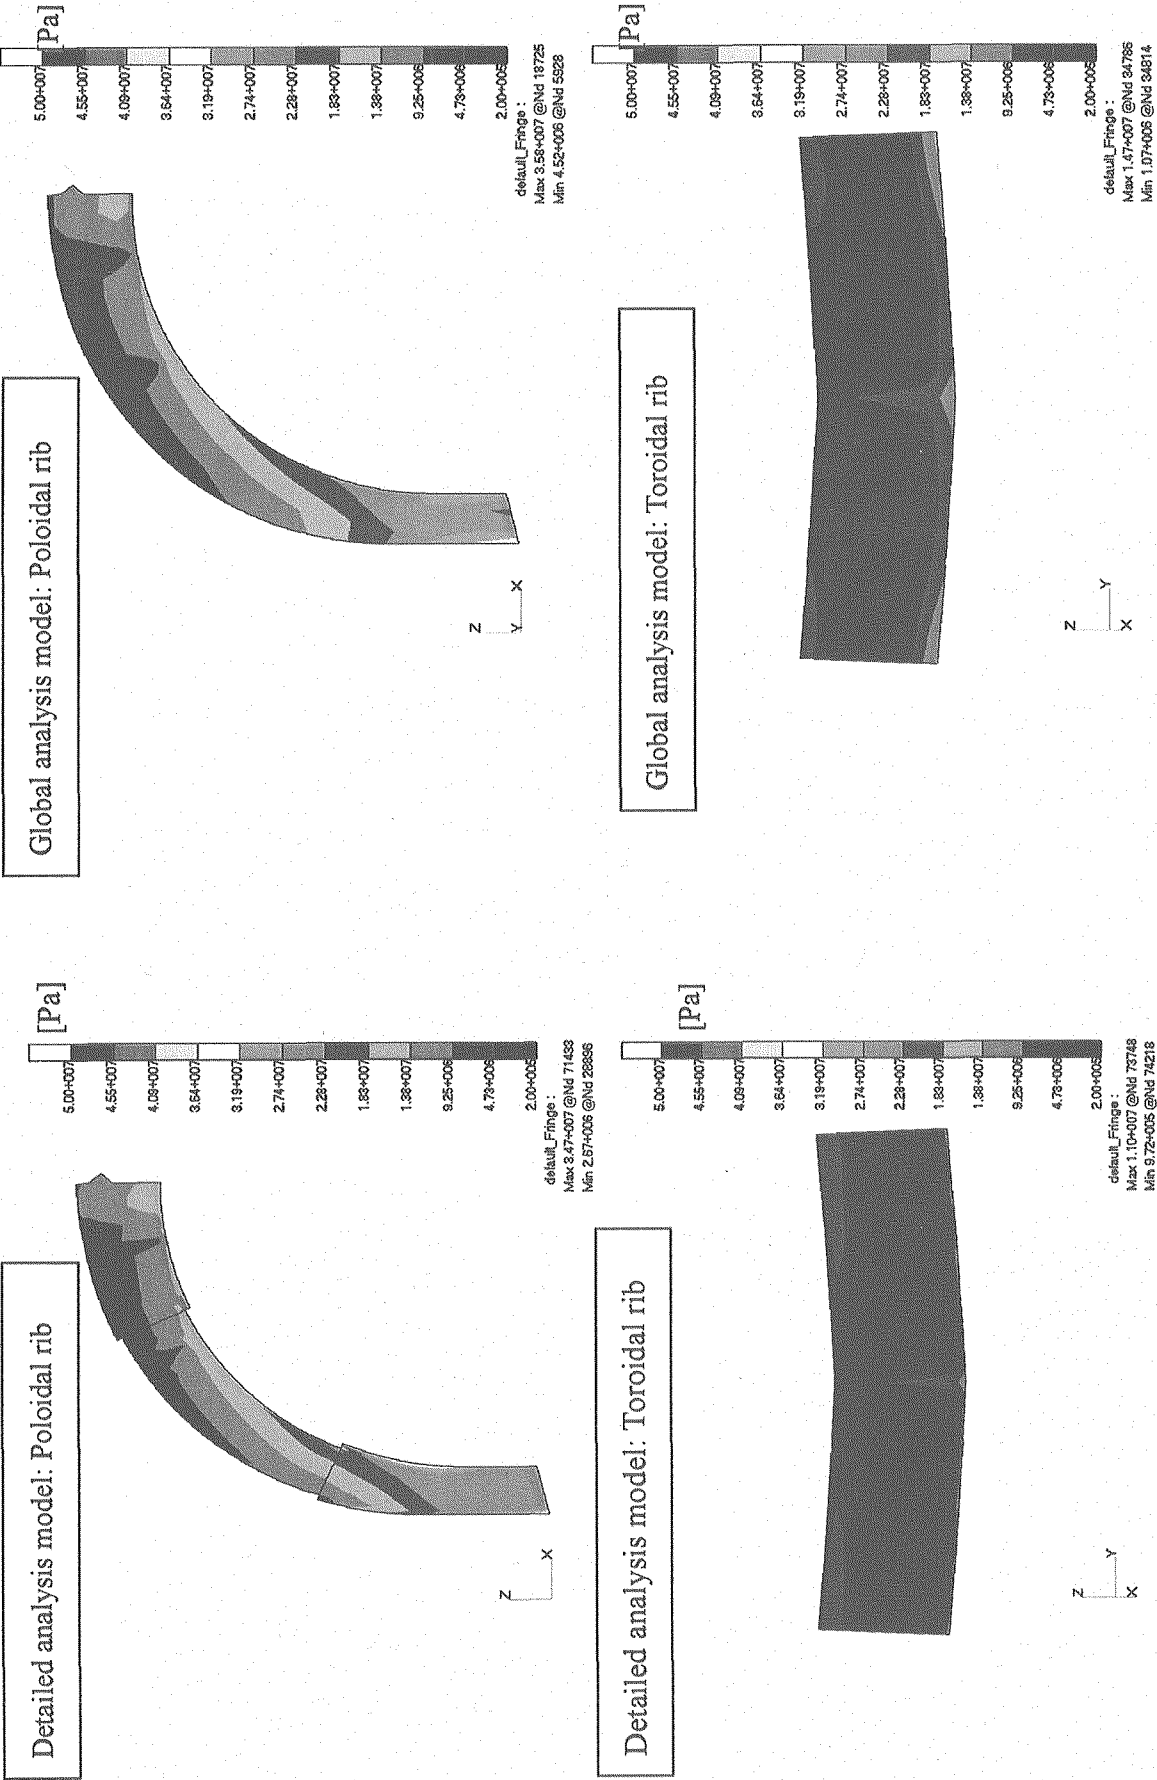 Detailed analysis model: Poloidal rib
[Pa]
5.00+007
4.55+007
4.09+007
3.64+007
3.19+007
2.74+007
2.28+007
1.83+007
1.38+007
9.25+006
4.73+006
2.00+005
default_Fringe :
Max 3.47+007 @Nd 71433
Min 2.67+006 @Nd 28896
Z
X
Global analysis model: Poloidal rib
[Pa]
5.00+007
4.55+007
4.09+007
3.64+007
3.19+007
2.74+007
2.28+007
1.83+007
1.38+007
9.25+006
4.73+006
2.00+005
default_Fringe :
Max 3.58+007 @Nd 18725
Min 4.52+006 @Nd 5928
Z
Y
X
Detailed analysis model: Toroidal rib
[Pa]
5.00+007
4.55+007
4.09+007
3.64+007
3.19+007
2.74+007
2.28+007
1.83+007
1.38+007
9.25+006
4.73+006
2.00+005
default_Fringe :
Max 1.10+007 @Nd 73748
Min 9.72+005 @Nd 74218
Z
Y
X
Global analysis model: Toroidal rib
[Pa]
5.00+007
4.55+007
4.09+007
3.64+007
3.19+007
2.74+007
2.28+007
1.83+007
1.38+007
9.25+006
4.73+006
2.00+005
default_Fringe :
Max 1.47+007 @Nd 34786
Min 1.07+006 @Nd 34814
Z
Y
X